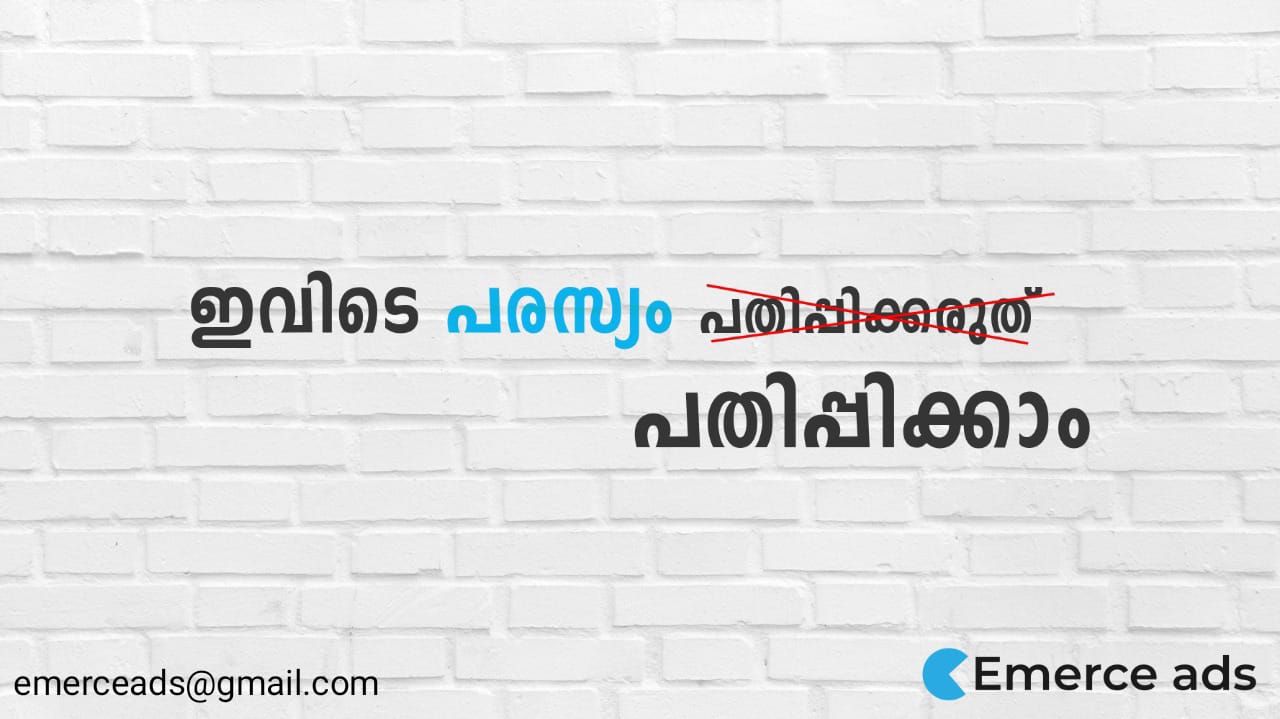 ഇവിടെ പരസ്യം പതിപ്പിക്കരുത്
പതിപ്പിക്കാം
emerceads@gmail.com
Emerce ads